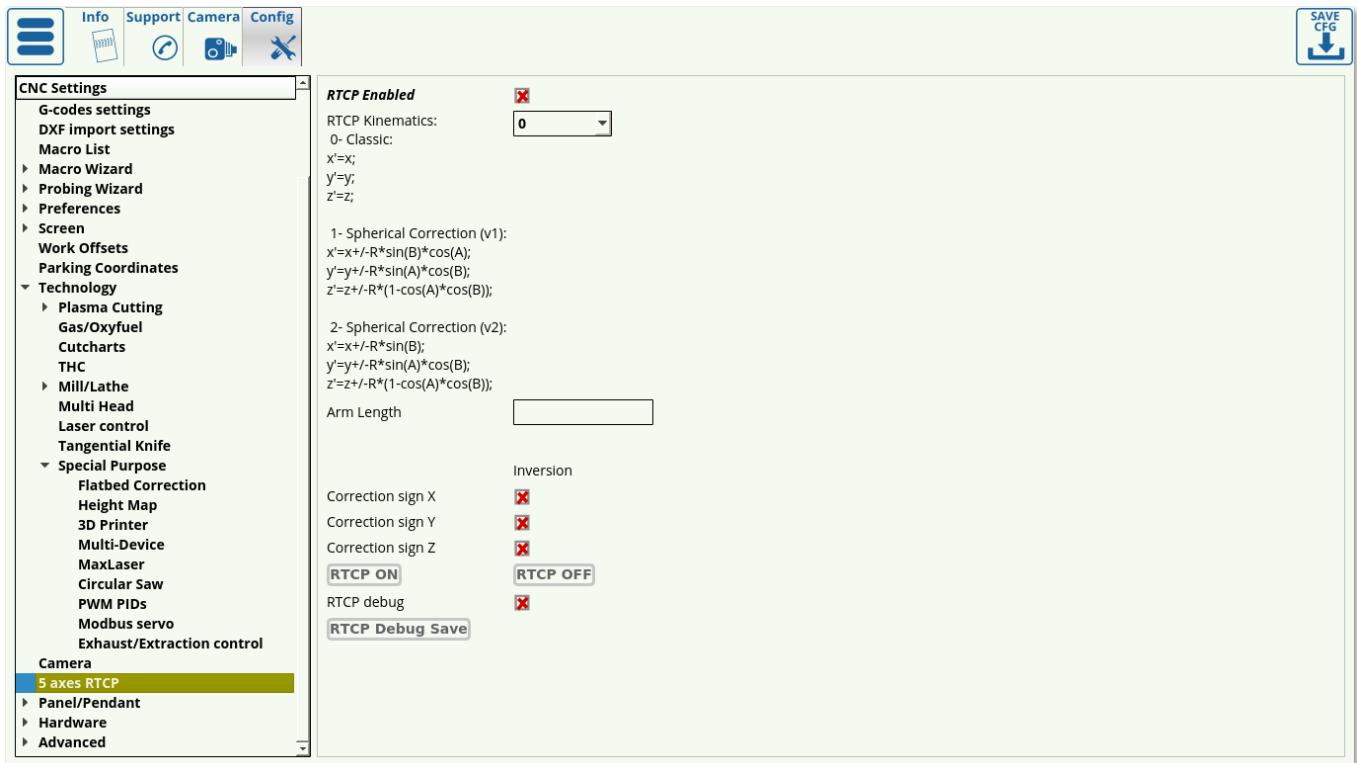 Info
Support
Camera
Config
SAVE
CFG
CNC Settings
G-codes settings
DXF import settings
Macro List
Macro Wizard
Probing Wizard
Preferences
Screen
Work Offsets
Parking Coordinates
Technology
Plasma Cutting
Gas/Oxyfuel
Cutcharts
THC
Mill/Lathe
Multi Head
Laser control
Tangential Knife
Special Purpose
Flatbed Correction
Height Map
3D Printer
Multi-Device
MaxLaser
Circular Saw
PWM PIDs
Modbus servo
Exhaust/Extraction control
Camera
5 axes RTCP
Panel/Pendant
Hardware
Advanced
RTCP Enabled
RTCP Kinematics:
0
0- Classic:
x'=x;
y'=y;
z'=z;
1- Spherical Correction (v1):
x'=x+/-R*sin(B)*cos(A);
y'=y+/-R*sin(A)*cos(B);
z'=z+/-R*(1-cos(A)*cos(B));
2- Spherical Correction (v2):
x'=x+/-R*sin(B);
y'=y+/-R*sin(A)*cos(B);
z'=z+/-R*(1-cos(A)*cos(B));
Arm Length
Inversion
Correction sign X
Correction sign Y
Correction sign Z
RTCP ON
RTCP OFF
RTCP debug
RTCP Debug Save